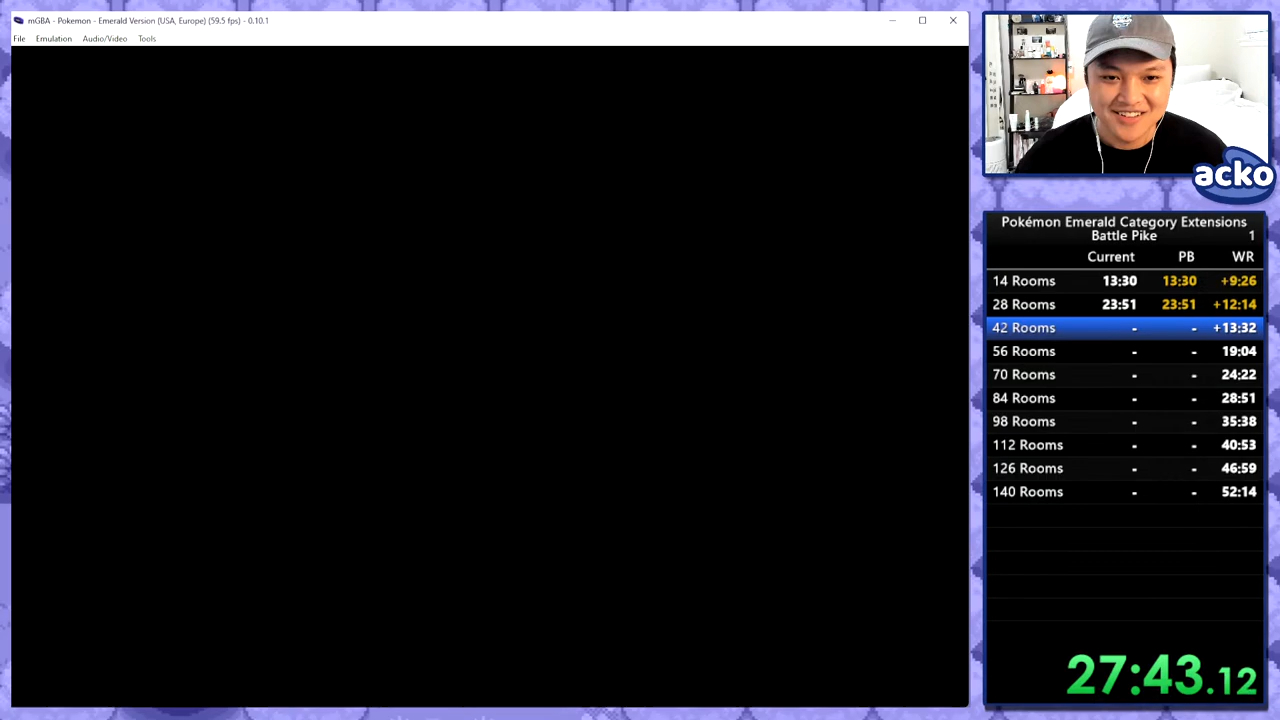 mGBA - Pokemon - Emerald Version (USA, Europe) (59.5 fps) - 0.10.1
File Emulation Audio/Video Tools
acko
Pokémon Emerald Category Extensions
Battle Pike 1
Current PB WR
14 Rooms 13:30 13:30 +9:26
28 Rooms 23:51 23:51 +12:14
42 Rooms - - +13:32
56 Rooms - - 19:04
70 Rooms - - 24:22
84 Rooms - - 28:51
98 Rooms - - 35:38
112 Rooms - - 40:53
126 Rooms - - 46:59
140 Rooms - - 52:14
27:43.12